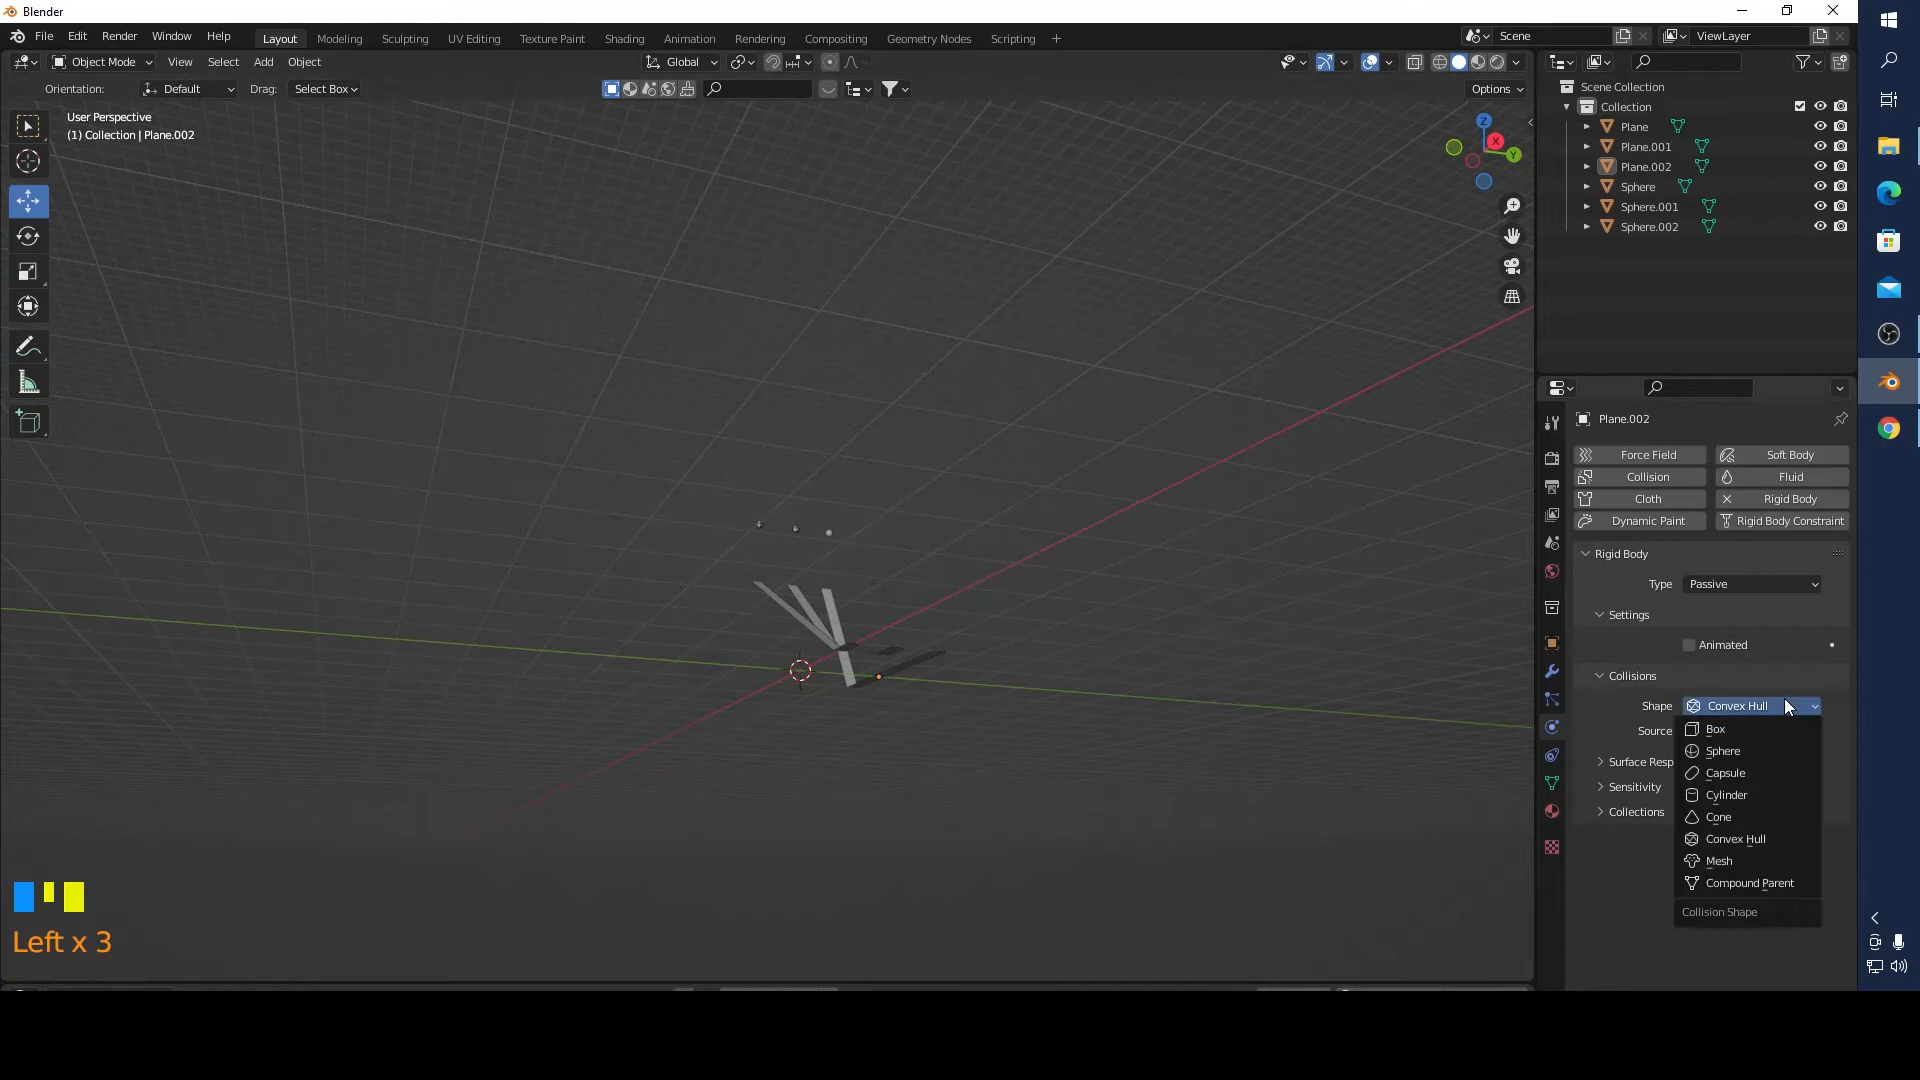 Blender
File Edit Render Window Help
Layout Modeling Sculpting UV Editing Texture Paint Shading Animation Rendering Compositing Geometry Nodes Scripting +
Scene
ViewLayer
Object Mode View Select Add Object
Global
Orientation: Default Drag: Select Box
Options
User Perspective
(1) Collection | Plane.002
Z
X
Y
Scene Collection
Collection
Plane
Plane.001
Plane.002
Sphere
Sphere.001
Sphere.002
Plane.002
Force Field Soft Body
Collision Fluid
Cloth Rigid Body
Dynamic Paint Rigid Body Constraint
Rigid Body
Type Passive
Settings
Animated
Collisions
Shape Convex Hull
Source
Surface Resp
Sensitivity
Collections
Box
Sphere
Capsule
Cylinder
Cone
Convex Hull
Mesh
Compound Parent
Collision Shape
Left x 3